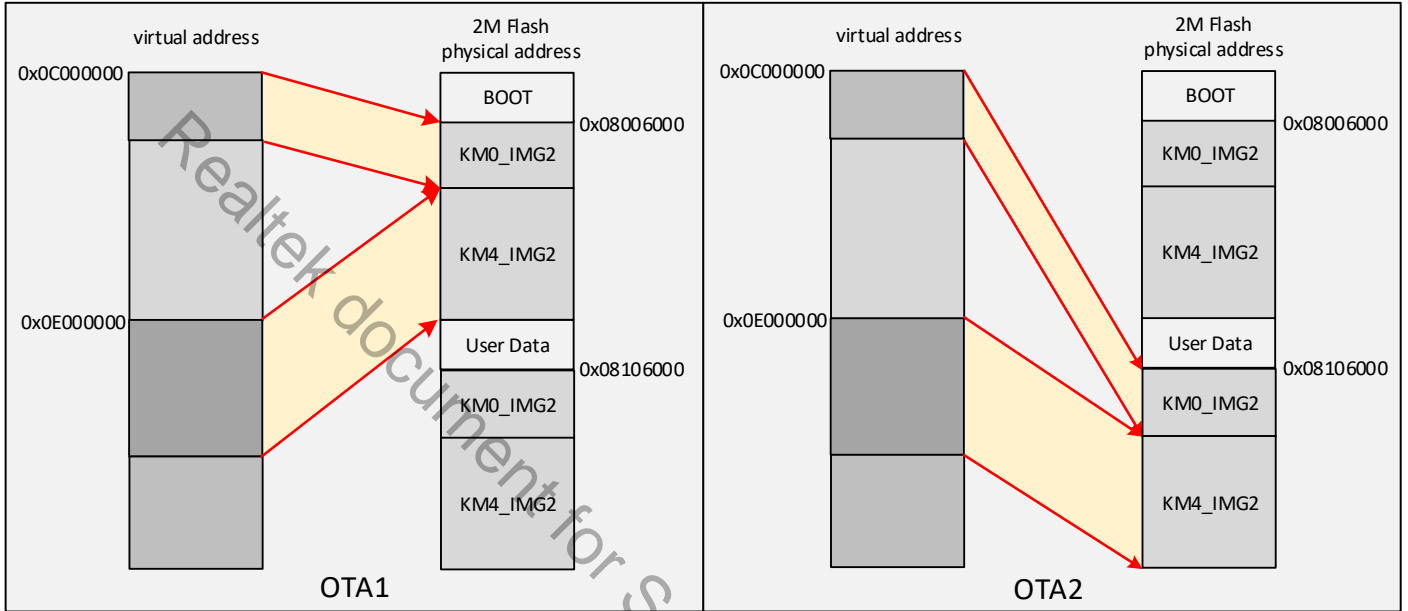 virtual address
2M Flash
physical address
0x0C000000
BOOT
0x08006000
KM0_IMG2
KM4_IMG2
0x0E000000
User Data
0x08106000
KM0_IMG2
KM4_IMG2
OTA1
virtual address
2M Flash
physical address
0x0C000000
BOOT
0x08006000
KM0_IMG2
KM4_IMG2
0x0E000000
User Data
0x08106000
KM0_IMG2
KM4_IMG2
OTA2
Realtek document for S